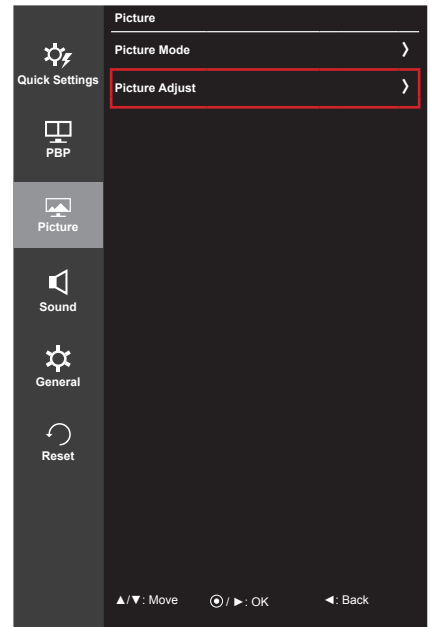 Picture
Picture Mode
Quick Settings
Picture Adjust
PBP
Picture
Sound
General
Reset
▲/▼: Move ⦿ / ►: OK ◄: Back